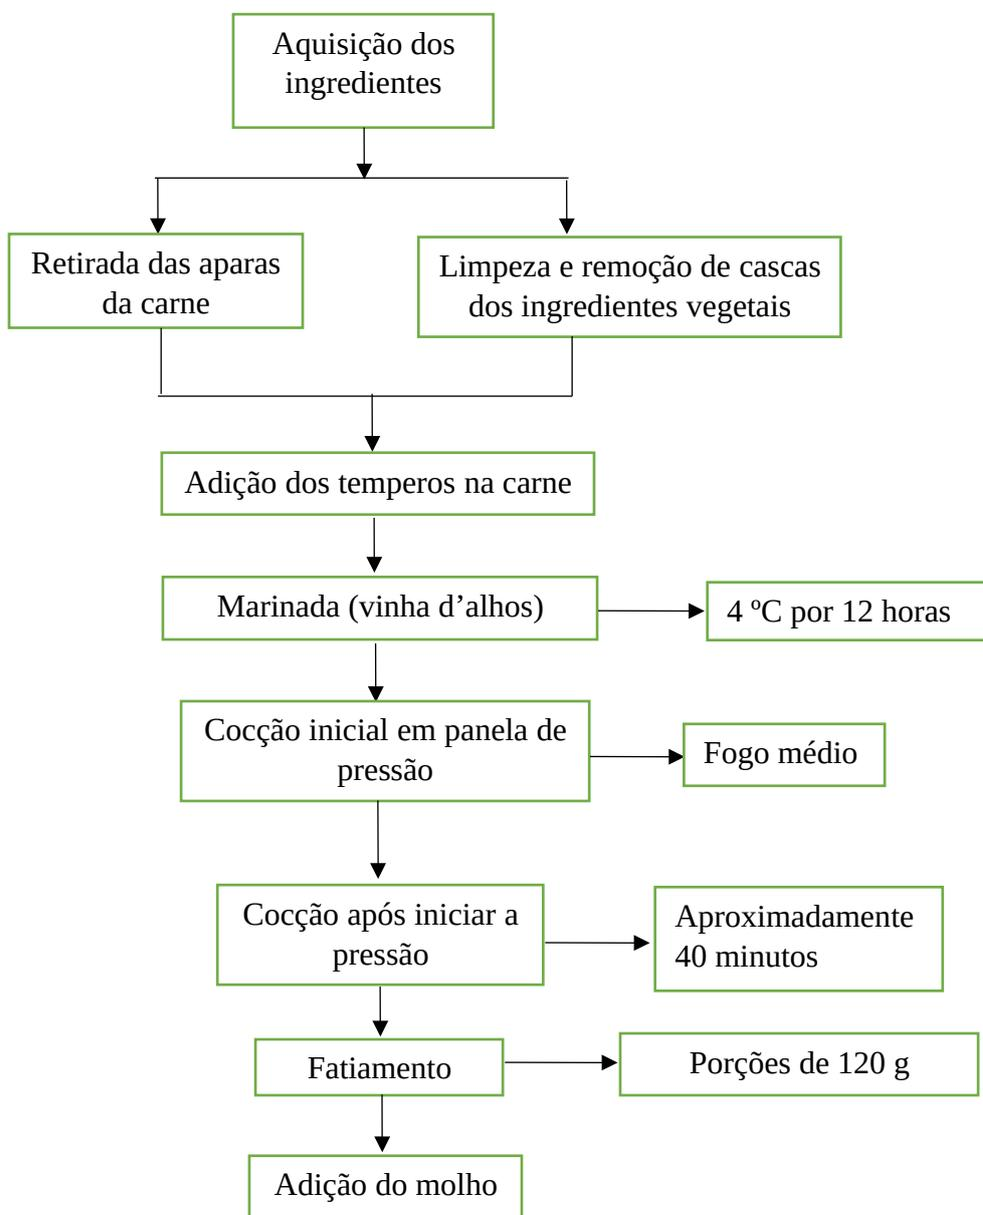 Aquisição dos
ingredientes
Retirada das aparas
da carne
Limpeza e remoção de cascas
dos ingredientes vegetais
Adição dos temperos na carne
Marinada (vinha d’alhos)
4 ºC por 12 horas
Cocção inicial em panela de
pressão
Fogo médio
Cocção após iniciar a
pressão
Aproximadamente
40 minutos
Fatiamento
Porções de 120 g
Adição do molho